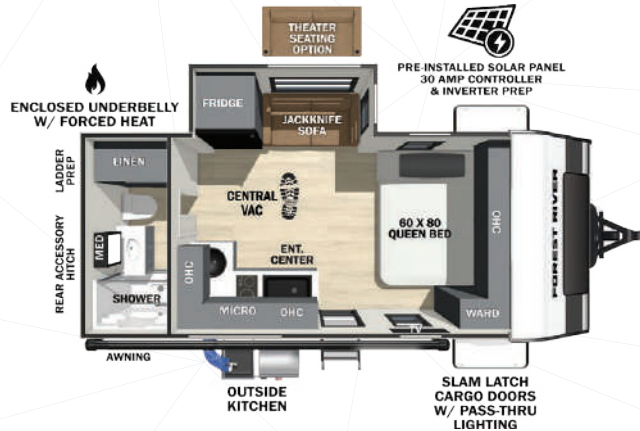 THEATER
SEATING
OPTION
PRE-INSTALLED SOLAR PANEL
30 AMP CONTROLLER
& INVERTER PREP
ENCLOSED UNDERBELLY
W/ FORCED HEAT
FRIDGE
JACKKNIFE
SOFA
LADDER
PREP
LINEN
CENTRAL
VAC
60 X 80
QUEEN BED
OHC
FOREST RIVER
REAR ACCESSORY
HITCH
MED
ENT.
CENTER
OHC
SHOWER
MICRO
OHC
WARD
TV
AWNING
OUTSIDE
KITCHEN
SLAM LATCH
CARGO DOORS
W/ PASS-THRU
LIGHTING